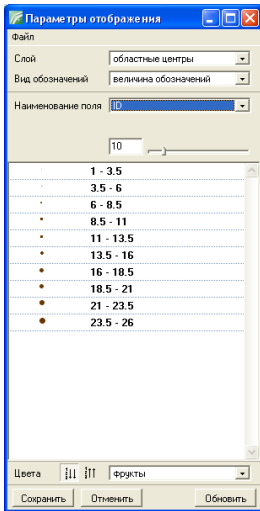 Параметры отображения
Файл
Слой областные центры
Вид обозначений величина обозначений
Наименование поля ID
10
1 - 3.5
3.5 - 6
6 - 8.5
8.5 - 11
11 - 13.5
13.5 - 16
16 - 18.5
18.5 - 21
21 - 23.5
23.5 - 26
Цвета фрукты
Сохранить Отменить Обновить